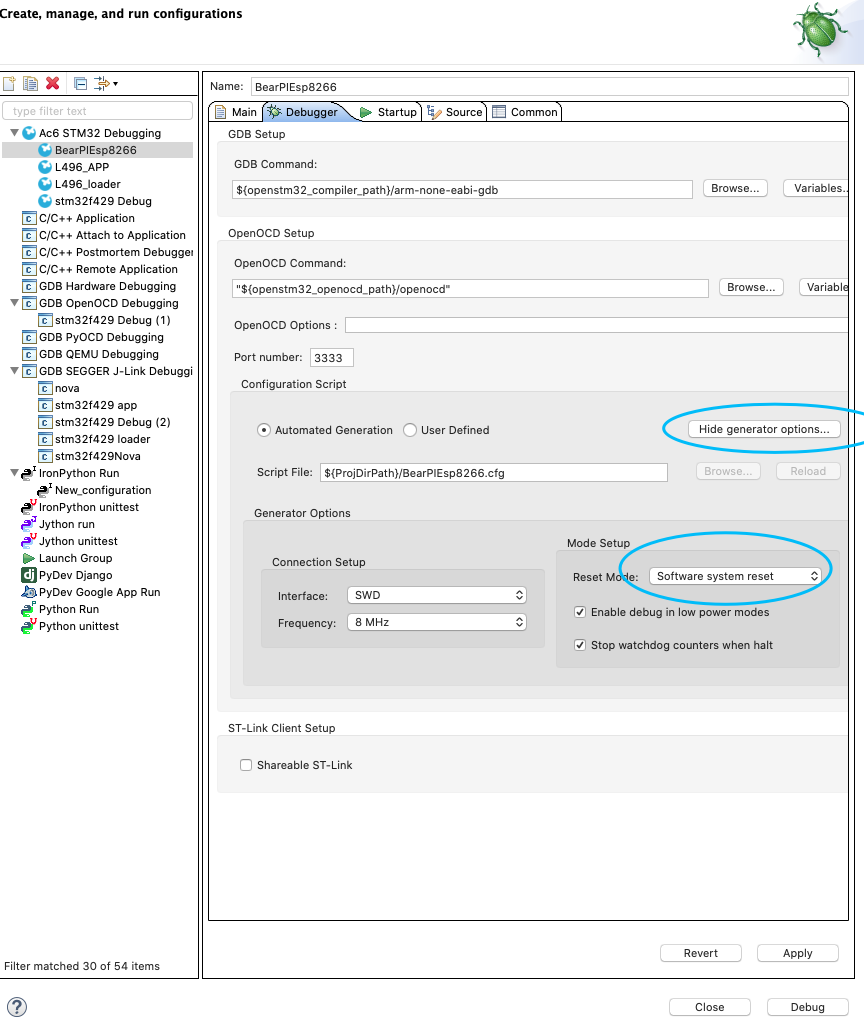 Create, manage, and run configurations
type filter text
Ac6 STM32 Debugging
BearPIEsp8266
L496_APP
L496_loader
stm32f429 Debug
C/C++ Application
C/C++ Attach to Application
C/C++ Postmortem Debugger
C/C++ Remote Application
GDB Hardware Debugging
GDB OpenOCD Debugging
stm32f429 Debug (1)
GDB PyOCD Debugging
GDB QEMU Debugging
GDB SEGGER J-Link Debuggi
nova
stm32f429 app
stm32f429 Debug (2)
stm32f429 loader
stm32f429Nova
IronPython Run
New_configuration
IronPython unittest
Jython run
Jython unittest
Launch Group
PyDev Django
PyDev Google App Run
Python Run
Python unittest
Filter matched 30 of 54 items
Name: BearPIEsp8266
Main Debugger Startup Source Common
GDB Setup
GDB Command:
${openstm32_compiler_path}/arm-none-eabi-gdb Browse... Variables.
OpenOCD Setup
OpenOCD Command:
"${openstm32_openocd_path}/openocd" Browse... Variable
OpenOCD Options :
Port number: 3333
Configuration Script
Automated Generation User Defined Hide generator options...
Script File: ${ProjDirPath}/BearPIEsp8266.cfg Browse... Reload
Generator Options
Connection Setup
Interface: SWD
Frequency: 8 MHz
Mode Setup
Reset Mode: Software system reset
Enable debug in low power modes
Stop watchdog counters when halt
ST-Link Client Setup
Shareable ST-Link
Revert Apply
Close Debug